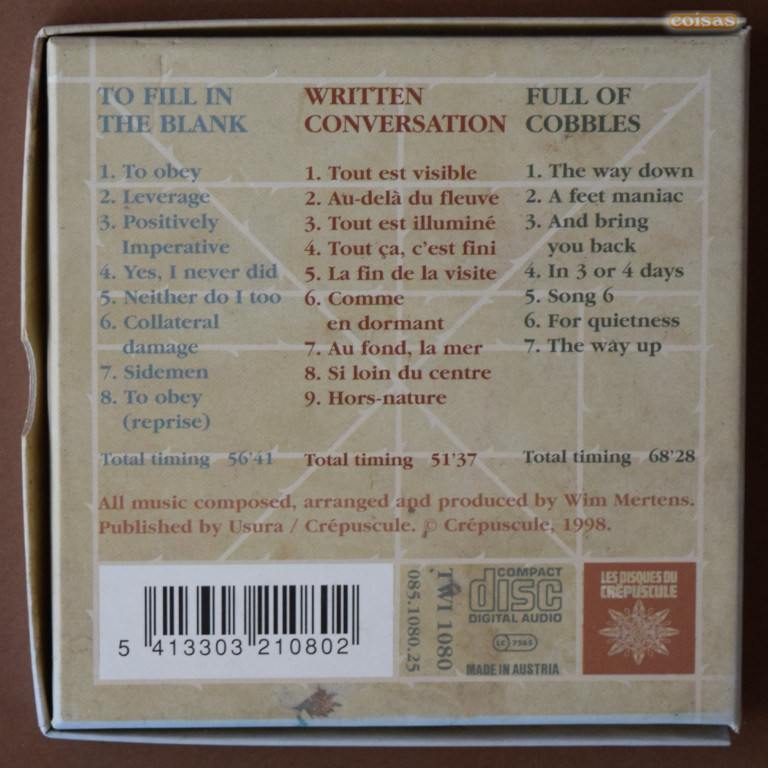 coisas
TO FILL IN
THE BLANK
1. To obey
2. Leverage
3. Positively
Imperative
4. Yes, I never did
5. Neither do I too
6. Collateral
damage
7. Sidemen
8. To obey
(reprise)
Total timing 56'41
WRITTEN
CONVERSATION
1. Tout est visible
2. Au-delà du fleuve
3. Tout est illuminé
4. Tout ça, c'est fini
5. La fin de la visite
6. Comme
en dormant
7. Au fond, la mer
8. Si loin du centre
9. Hors-nature
Total timing 51'37
FULL OF
COBBLES
1. The way down
2. A feet maniac
3. And bring
you back
4. In 3 or 4 days
5. Song 6
6. For quietness
7. The way up
Total timing 68'28
All music composed, arranged and produced by Wim Mertens.
Published by Usura / Crépuscule. © Crépuscule, 1998.
5 413303 210802
TWI 1080
085.1080.25
COMPACT
disc
DIGITAL AUDIO
LC 7365
MADE IN AUSTRIA
LES DISQUES DU
CRÉPUSCULE